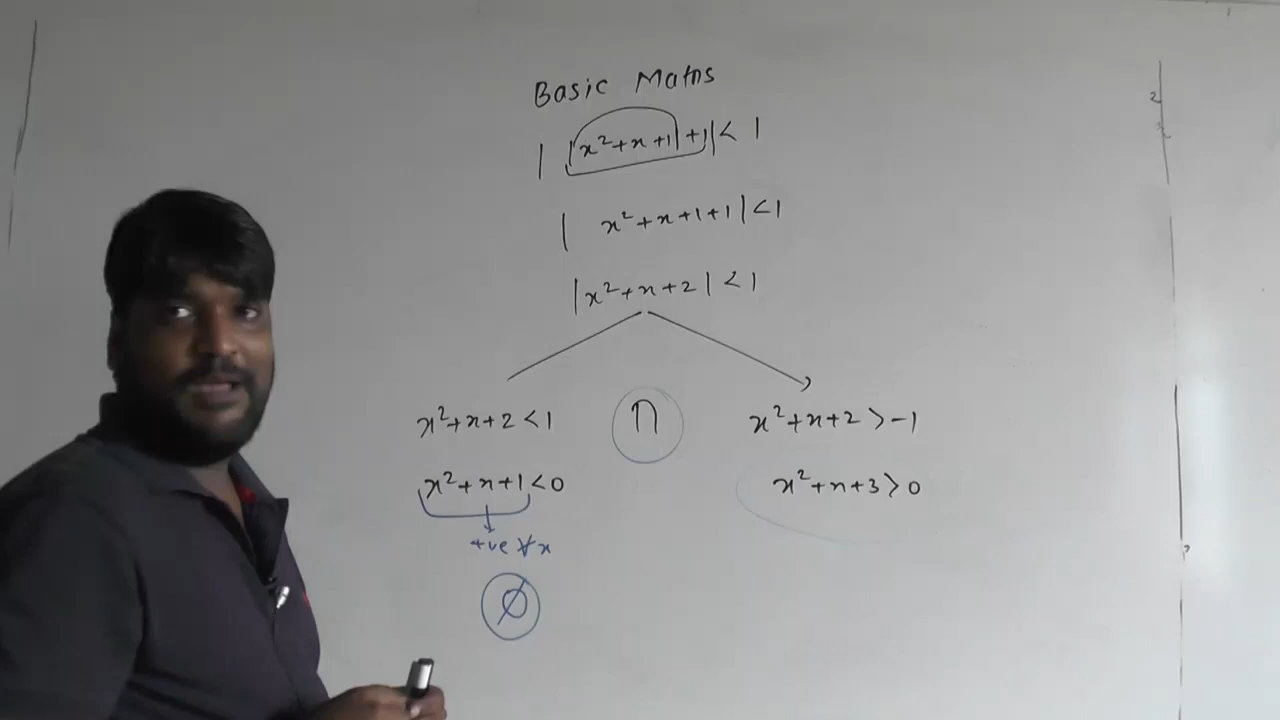 Basic Maths
| |x²+x+1|+1| < 1
| x²+x+1+1| < 1
|x²+x+2| < 1
x²+x+2 < 1 ∩ x²+x+2 > -1
x²+x+1 < 0 x²+x+3 > 0
+ve ∀x
∅